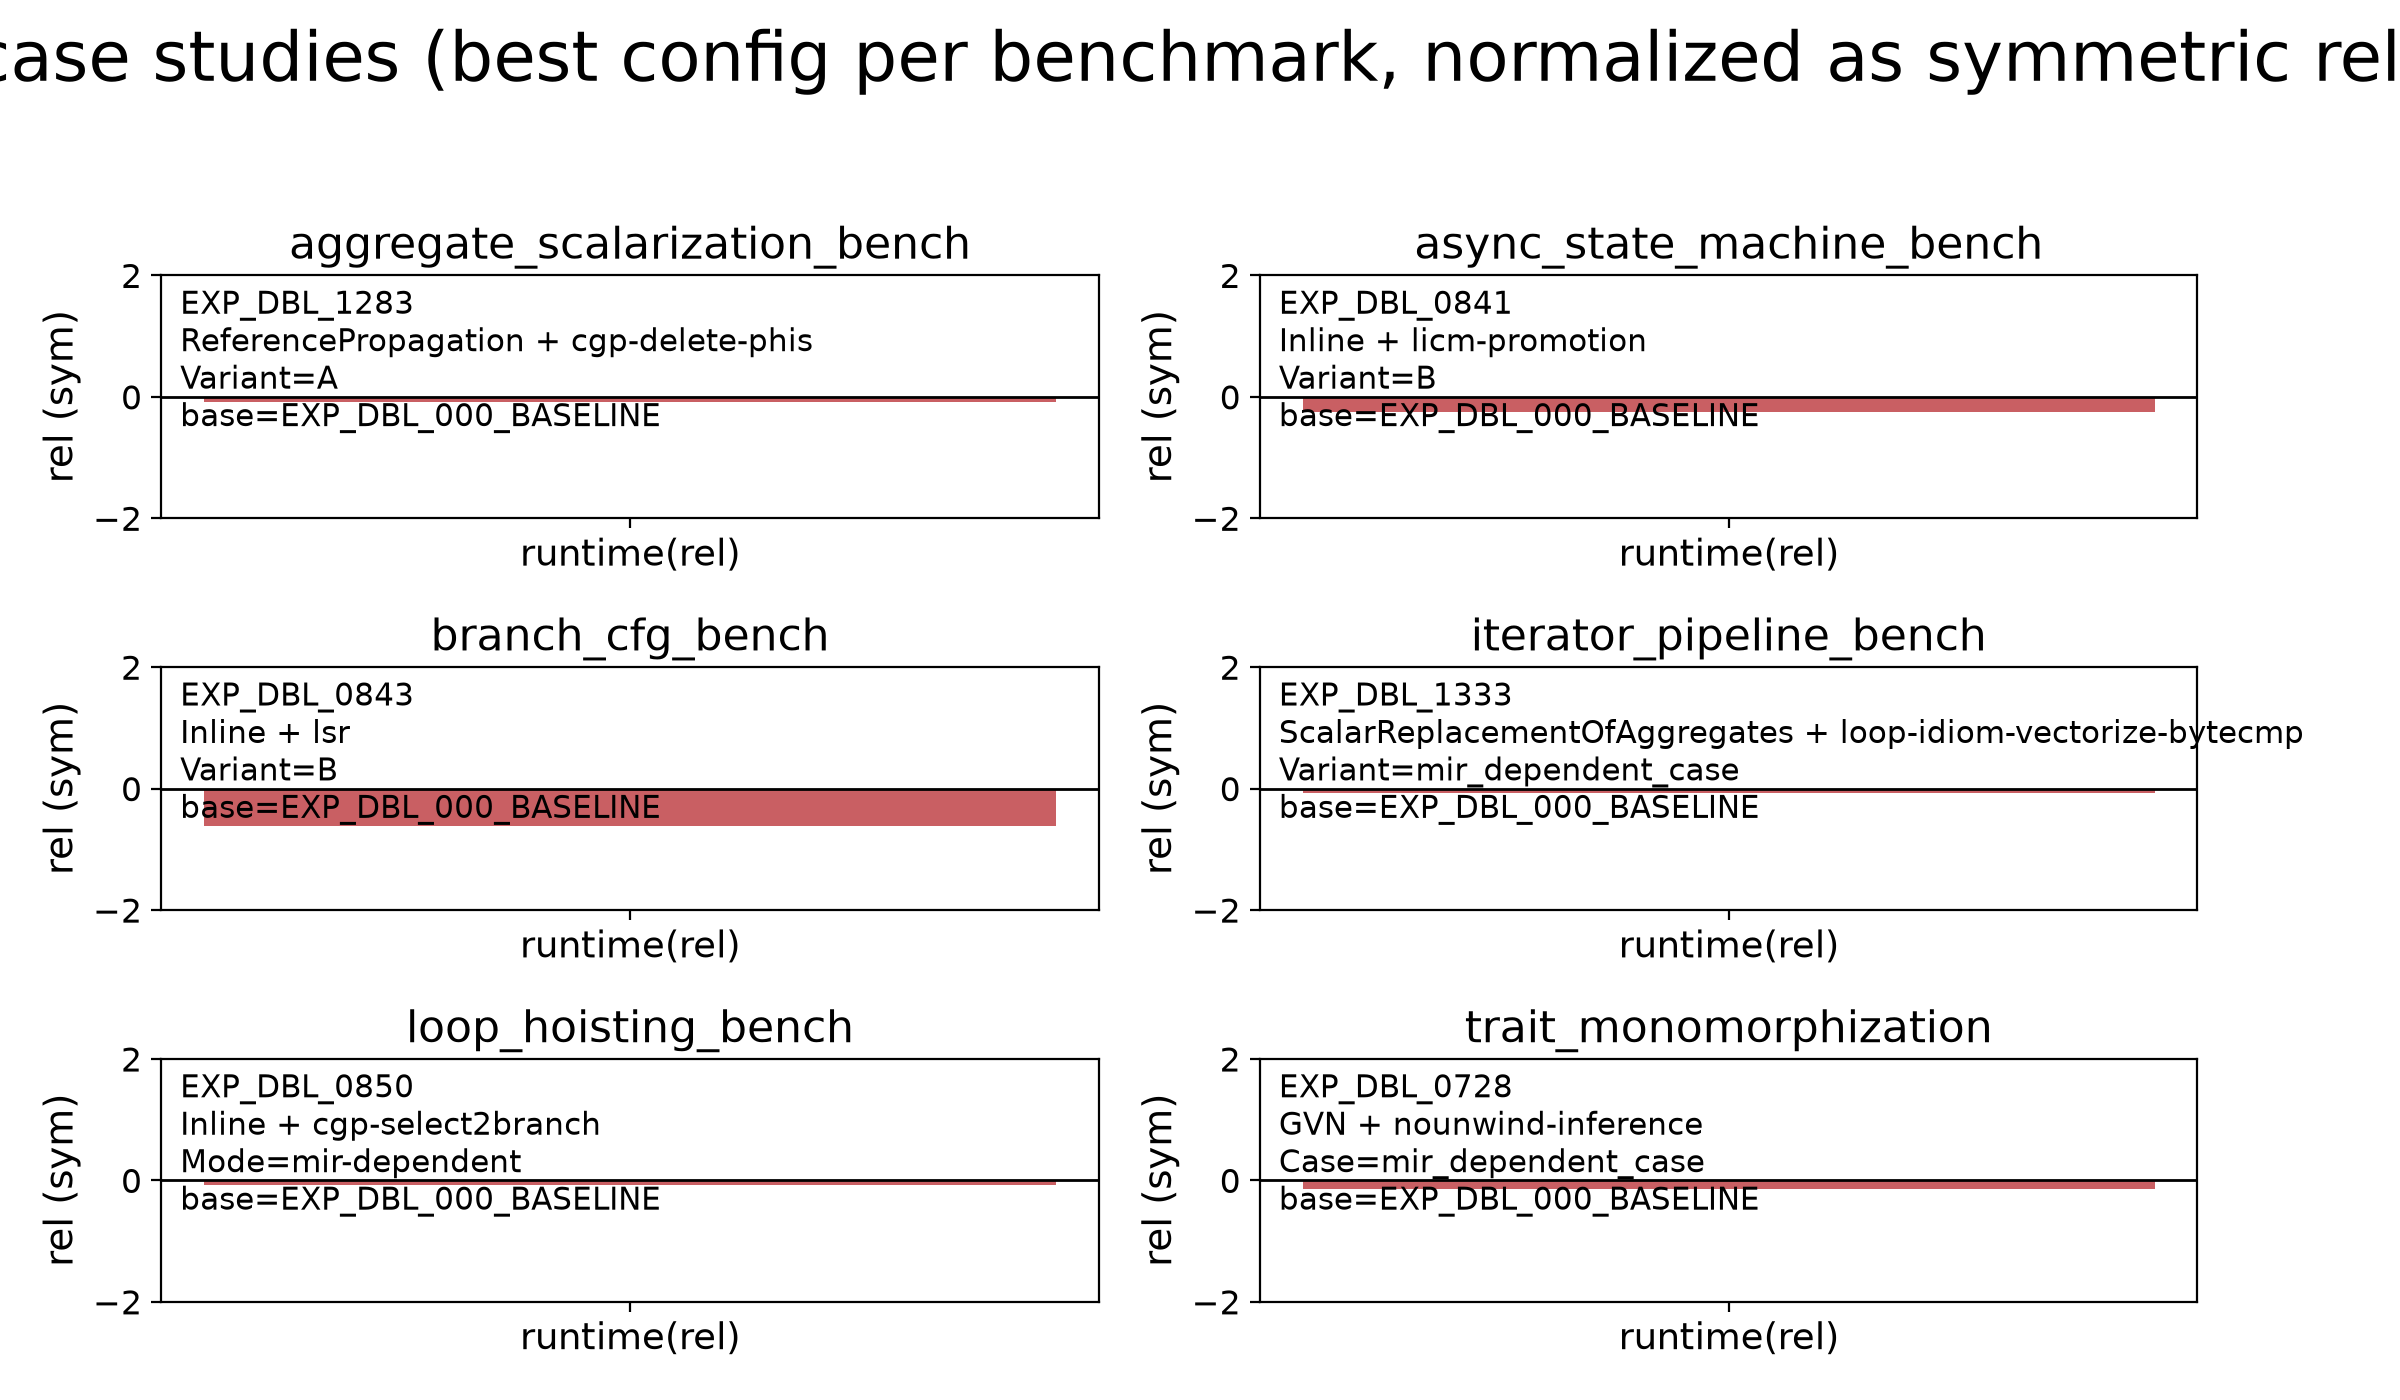 case studies (best config per benchmark, normalized as symmetric rel
aggregate_scalarization_bench
2
0
−2
rel (sym)
EXP_DBL_1283
ReferencePropagation + cgp-delete-phis
Variant=A
base=EXP_DBL_000_BASELINE
runtime(rel)
async_state_machine_bench
2
0
−2
rel (sym)
EXP_DBL_0841
Inline + licm-promotion
Variant=B
base=EXP_DBL_000_BASELINE
runtime(rel)
branch_cfg_bench
2
0
−2
rel (sym)
EXP_DBL_0843
Inline + lsr
Variant=B
base=EXP_DBL_000_BASELINE
runtime(rel)
iterator_pipeline_bench
2
0
−2
rel (sym)
EXP_DBL_1333
ScalarReplacementOfAggregates + loop-idiom-vectorize-bytecmp
Variant=mir_dependent_case
base=EXP_DBL_000_BASELINE
runtime(rel)
loop_hoisting_bench
2
0
−2
rel (sym)
EXP_DBL_0850
Inline + cgp-select2branch
Mode=mir-dependent
base=EXP_DBL_000_BASELINE
runtime(rel)
trait_monomorphization
2
0
−2
rel (sym)
EXP_DBL_0728
GVN + nounwind-inference
Case=mir_dependent_case
base=EXP_DBL_000_BASELINE
runtime(rel)